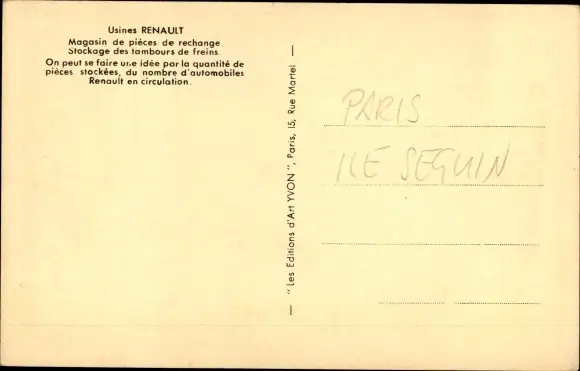 Usines RENAULT
Magasin de pièces de rechange.
Stockage des tambours de freins.
On peut se faire une idée par la quantité de
pièces stockées, du nombre d'automobiles
Renault en circulation.
— "Les Editions d'Art YVON", Paris, 15, Rue Martel —
PARIS
ILE SEGUIN